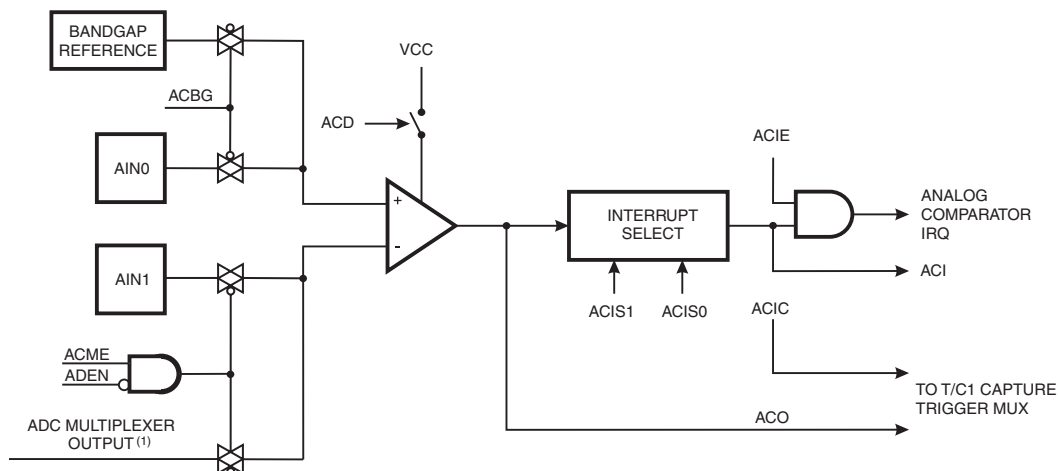 BANDGAP
REFERENCE
ACBG
AIN0
AIN1
ACME
ADEN
ADC MULTIPLEXER
OUTPUT (1)
VCC
ACD
+
-
INTERRUPT
SELECT
ACIS1
ACIS0
ACIE
ANALOG
COMPARATOR
IRQ
ACI
ACIC
TO T/C1 CAPTURE
TRIGGER MUX
ACO